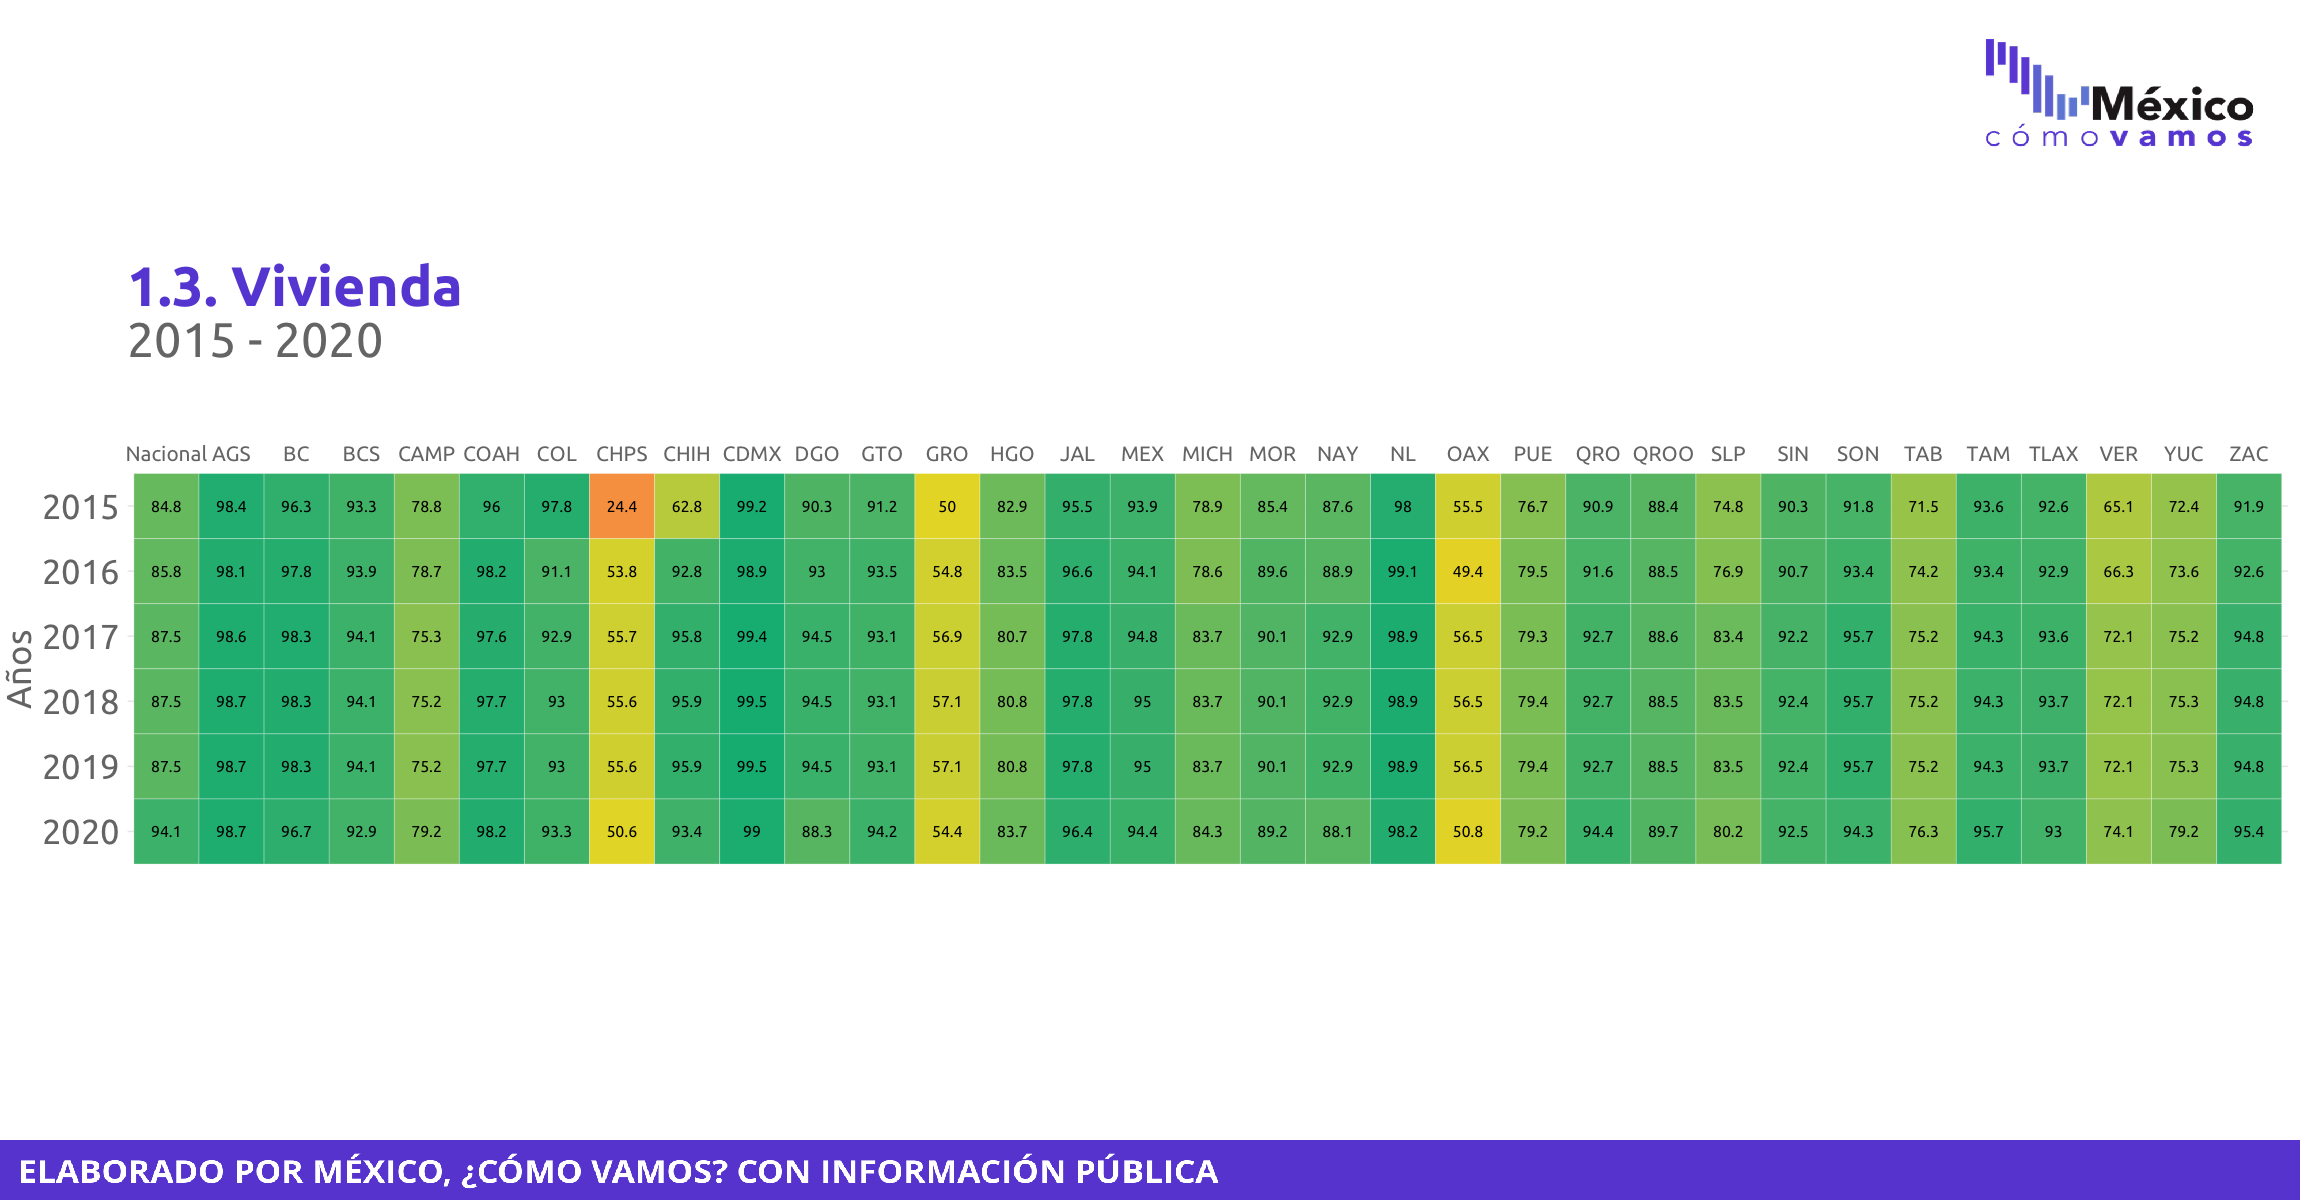 México
cómovamos
1.3. Vivienda
2015 - 2020
Nacional AGS BC BCS CAMP COAH COL CHPS CHIH CDMX DGO GTO GRO HGO JAL MEX MICH MOR NAY NL OAX PUE QRO QROO SLP SIN SON TAB TAM TLAX VER YUC ZAC
2015 84.8 98.4 96.3 93.3 78.8 96 97.8 24.4 62.8 99.2 90.3 91.2 50 82.9 95.5 93.9 78.9 85.4 87.6 98 55.5 76.7 90.9 88.4 74.8 90.3 91.8 71.5 93.6 92.6 65.1 72.4 91.9
2016 85.8 98.1 97.8 93.9 78.7 98.2 91.1 53.8 92.8 98.9 93 93.5 54.8 83.5 96.6 94.1 78.6 89.6 88.9 99.1 49.4 79.5 91.6 88.5 76.9 90.7 93.4 74.2 93.4 92.9 66.3 73.6 92.6
2017 87.5 98.6 98.3 94.1 75.3 97.6 92.9 55.7 95.8 99.4 94.5 93.1 56.9 80.7 97.8 94.8 83.7 90.1 92.9 98.9 56.5 79.3 92.7 88.6 83.4 92.2 95.7 75.2 94.3 93.6 72.1 75.2 94.8
2018 87.5 98.7 98.3 94.1 75.2 97.7 93 55.6 95.9 99.5 94.5 93.1 57.1 80.8 97.8 95 83.7 90.1 92.9 98.9 56.5 79.4 92.7 88.5 83.5 92.4 95.7 75.2 94.3 93.7 72.1 75.3 94.8
2019 87.5 98.7 98.3 94.1 75.2 97.7 93 55.6 95.9 99.5 94.5 93.1 57.1 80.8 97.8 95 83.7 90.1 92.9 98.9 56.5 79.4 92.7 88.5 83.5 92.4 95.7 75.2 94.3 93.7 72.1 75.3 94.8
2020 94.1 98.7 96.7 92.9 79.2 98.2 93.3 50.6 93.4 99 88.3 94.2 54.4 83.7 96.4 94.4 84.3 89.2 88.1 98.2 50.8 79.2 94.4 89.7 80.2 92.5 94.3 76.3 95.7 93 74.1 79.2 95.4
Años
ELABORADO POR MÉXICO, ¿CÓMO VAMOS? CON INFORMACIÓN PÚBLICA